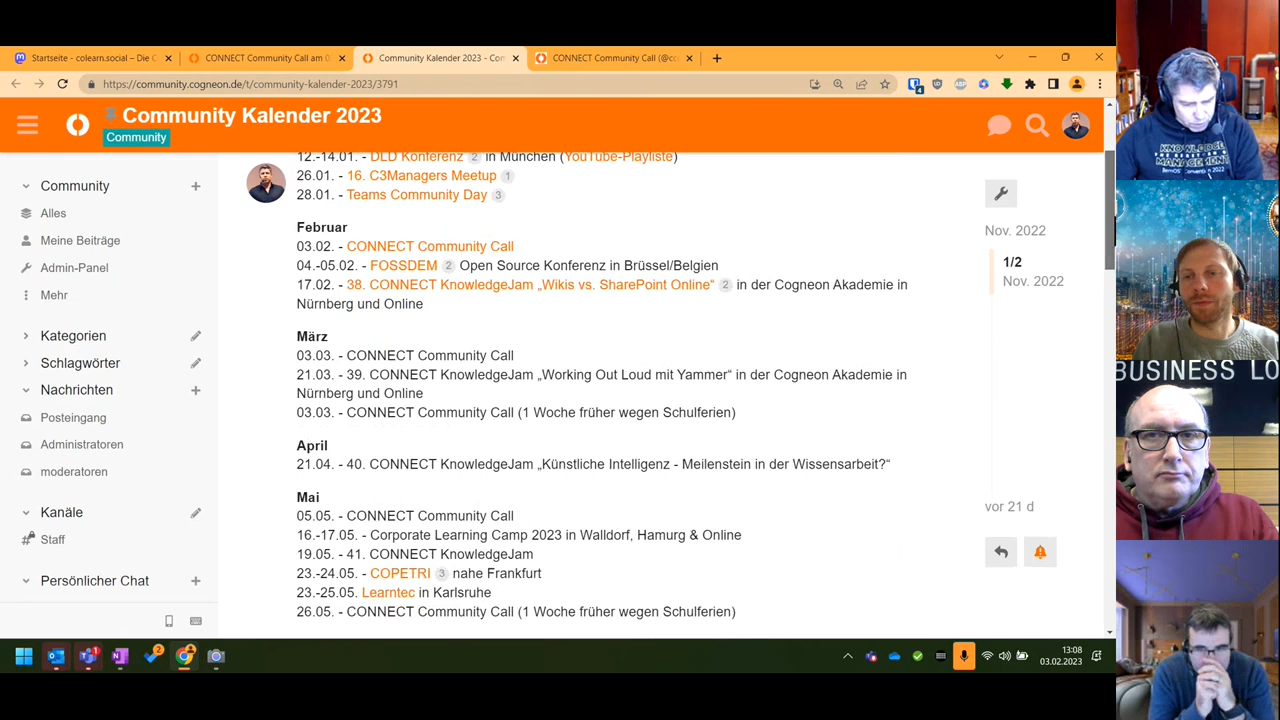 Startseite - colearn.social – Die C
CONNECT Community Call am 0
Community Kalender 2023 - Con
CONNECT Community Call (@cc
https://community.cogneon.de/t/community-kalender-2023/3791
Community Kalender 2023
Community
Community
Alles
Meine Beiträge
Admin-Panel
Mehr
Kategorien
Schlagwörter
Nachrichten
Posteingang
Administratoren
moderatoren
Kanäle
Staff
Persönlicher Chat
12.-14.01. - DLD Konferenz 2 in München (YouTube-Playliste)
26.01. - 16. C3Managers Meetup 1
28.01. - Teams Community Day 3
Februar
03.02. - CONNECT Community Call
04.-05.02. - FOSSDEM 2 Open Source Konferenz in Brüssel/Belgien
17.02. - 38. CONNECT KnowledgeJam „Wikis vs. SharePoint Online“ 2 in der Cogneon Akademie in
Nürnberg und Online
März
03.03. - CONNECT Community Call
21.03. - 39. CONNECT KnowledgeJam „Working Out Loud mit Yammer“ in der Cogneon Akademie in
Nürnberg und Online
03.03. - CONNECT Community Call (1 Woche früher wegen Schulferien)
April
21.04. - 40. CONNECT KnowledgeJam „Künstliche Intelligenz - Meilenstein in der Wissensarbeit?“
Mai
05.05. - CONNECT Community Call
16.-17.05. - Corporate Learning Camp 2023 in Walldorf, Hamurg & Online
19.05. - 41. CONNECT KnowledgeJam
23.-24.05. - COPETRI 3 nahe Frankfurt
23.-25.05. Learntec in Karlsruhe
26.05. - CONNECT Community Call (1 Woche früher wegen Schulferien)
Nov. 2022
1/2
Nov. 2022
vor 21 d
13:08
03.02.2023
KNOWLEDGE
MANAGEMENT
BUSINESS LO